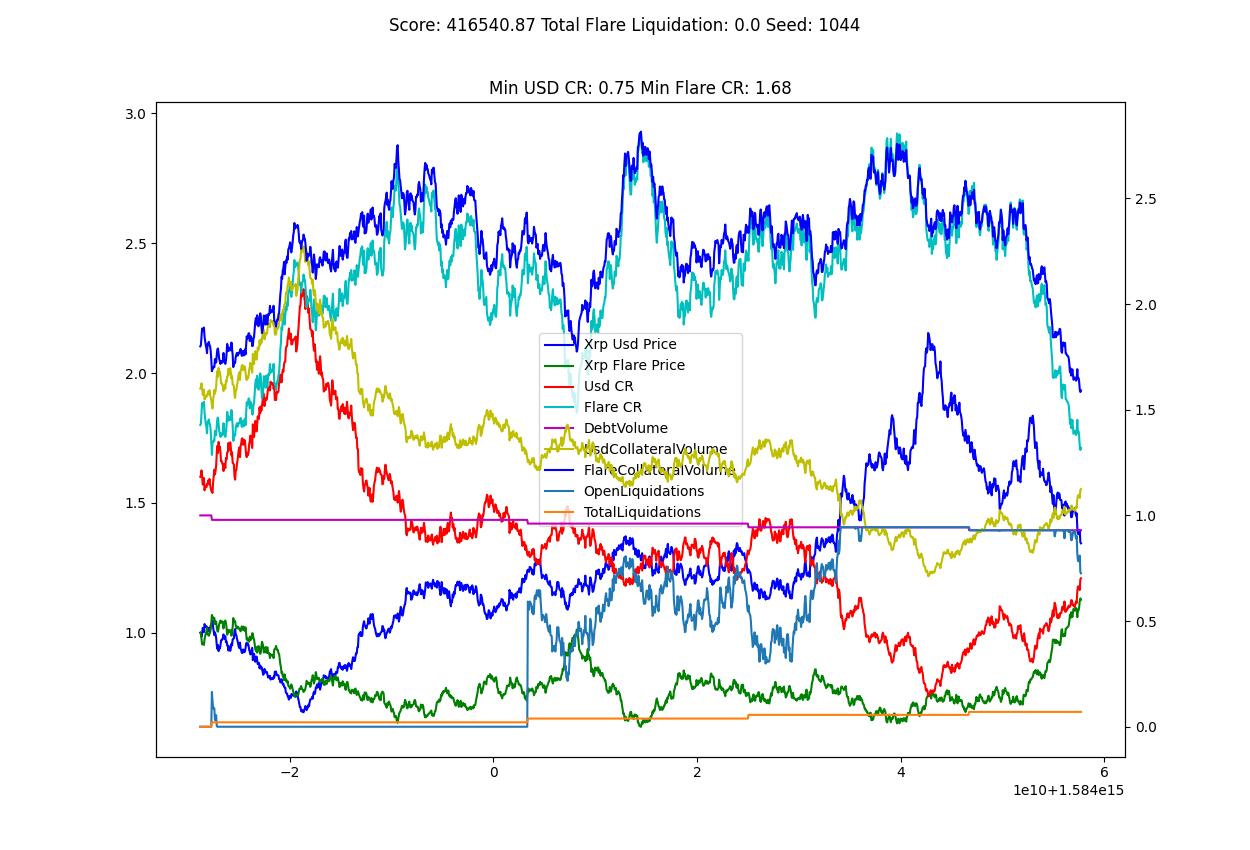 Score: 416540.87 Total Flare Liquidation: 0.0 Seed: 1044
Min USD CR: 0.75 Min Flare CR: 1.68
3.0
2.5
2.0
1.5
1.0
2.5
2.0
1.5
1.0
0.5
0.0
Xrp Usd Price
Xrp Flare Price
Usd CR
Flare CR
DebtVolume
UsdCollateralVolume
FlareCollateralVolume
OpenLiquidations
TotalLiquidations
−2 0 2 4 6
1e10+1.584e15